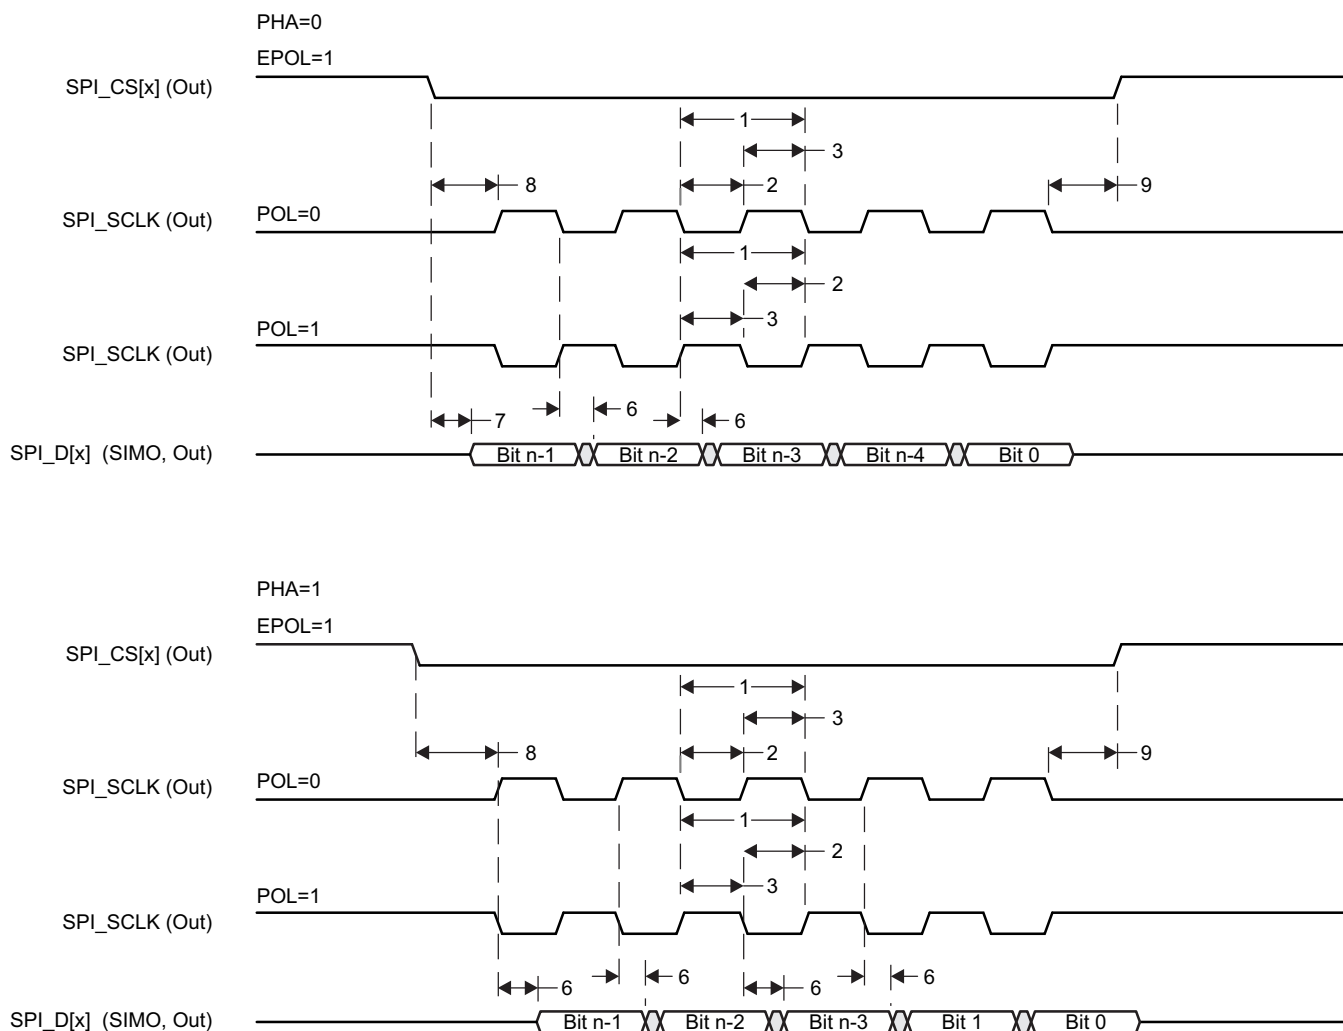 PHA=0
EPOL=1
SPI_CS[x] (Out)
1
3
8
2
9
POL=0
SPI_SCLK (Out)
1
2
3
POL=1
SPI_SCLK (Out)
7
6
6
SPI_D[x] (SIMO, Out)
Bit n-1
Bit n-2
Bit n-3
Bit n-4
Bit 0
PHA=1
EPOL=1
SPI_CS[x] (Out)
1
3
8
2
9
POL=0
SPI_SCLK (Out)
1
2
3
POL=1
SPI_SCLK (Out)
6
6
6
6
SPI_D[x] (SIMO, Out)
Bit n-1
Bit n-2
Bit n-3
Bit 1
Bit 0